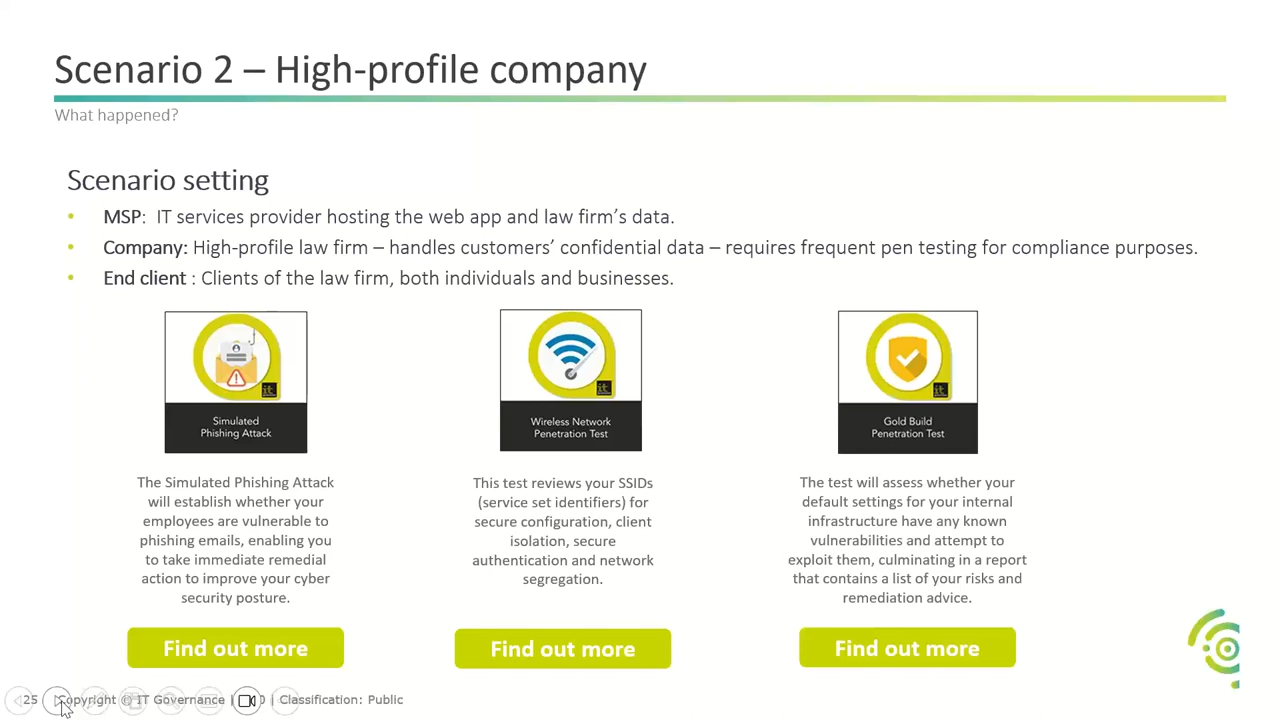 Scenario 2 – High-profile company
What happened?
Scenario setting
• MSP: IT services provider hosting the web app and law firm's data.
• Company: High-profile law firm – handles customers' confidential data – requires frequent pen testing for compliance purposes.
• End client : Clients of the law firm, both individuals and businesses.
it
Simulated
Phishing Attack
The Simulated Phishing Attack
will establish whether your
employees are vulnerable to
phishing emails, enabling you
to take immediate remedial
action to improve your cyber
security posture.
Find out more
it
Wireless Network
Penetration Test
This test reviews your SSIDs
(service set identifiers) for
secure configuration, client
isolation, secure
authentication and network
segregation.
Find out more
it
Gold Build
Penetration Test
The test will assess whether your
default settings for your internal
infrastructure have any known
vulnerabilities and attempt to
exploit them, culminating in a report
that contains a list of your risks and
remediation advice.
Find out more
25 Copyright © IT Governance | Classification: Public